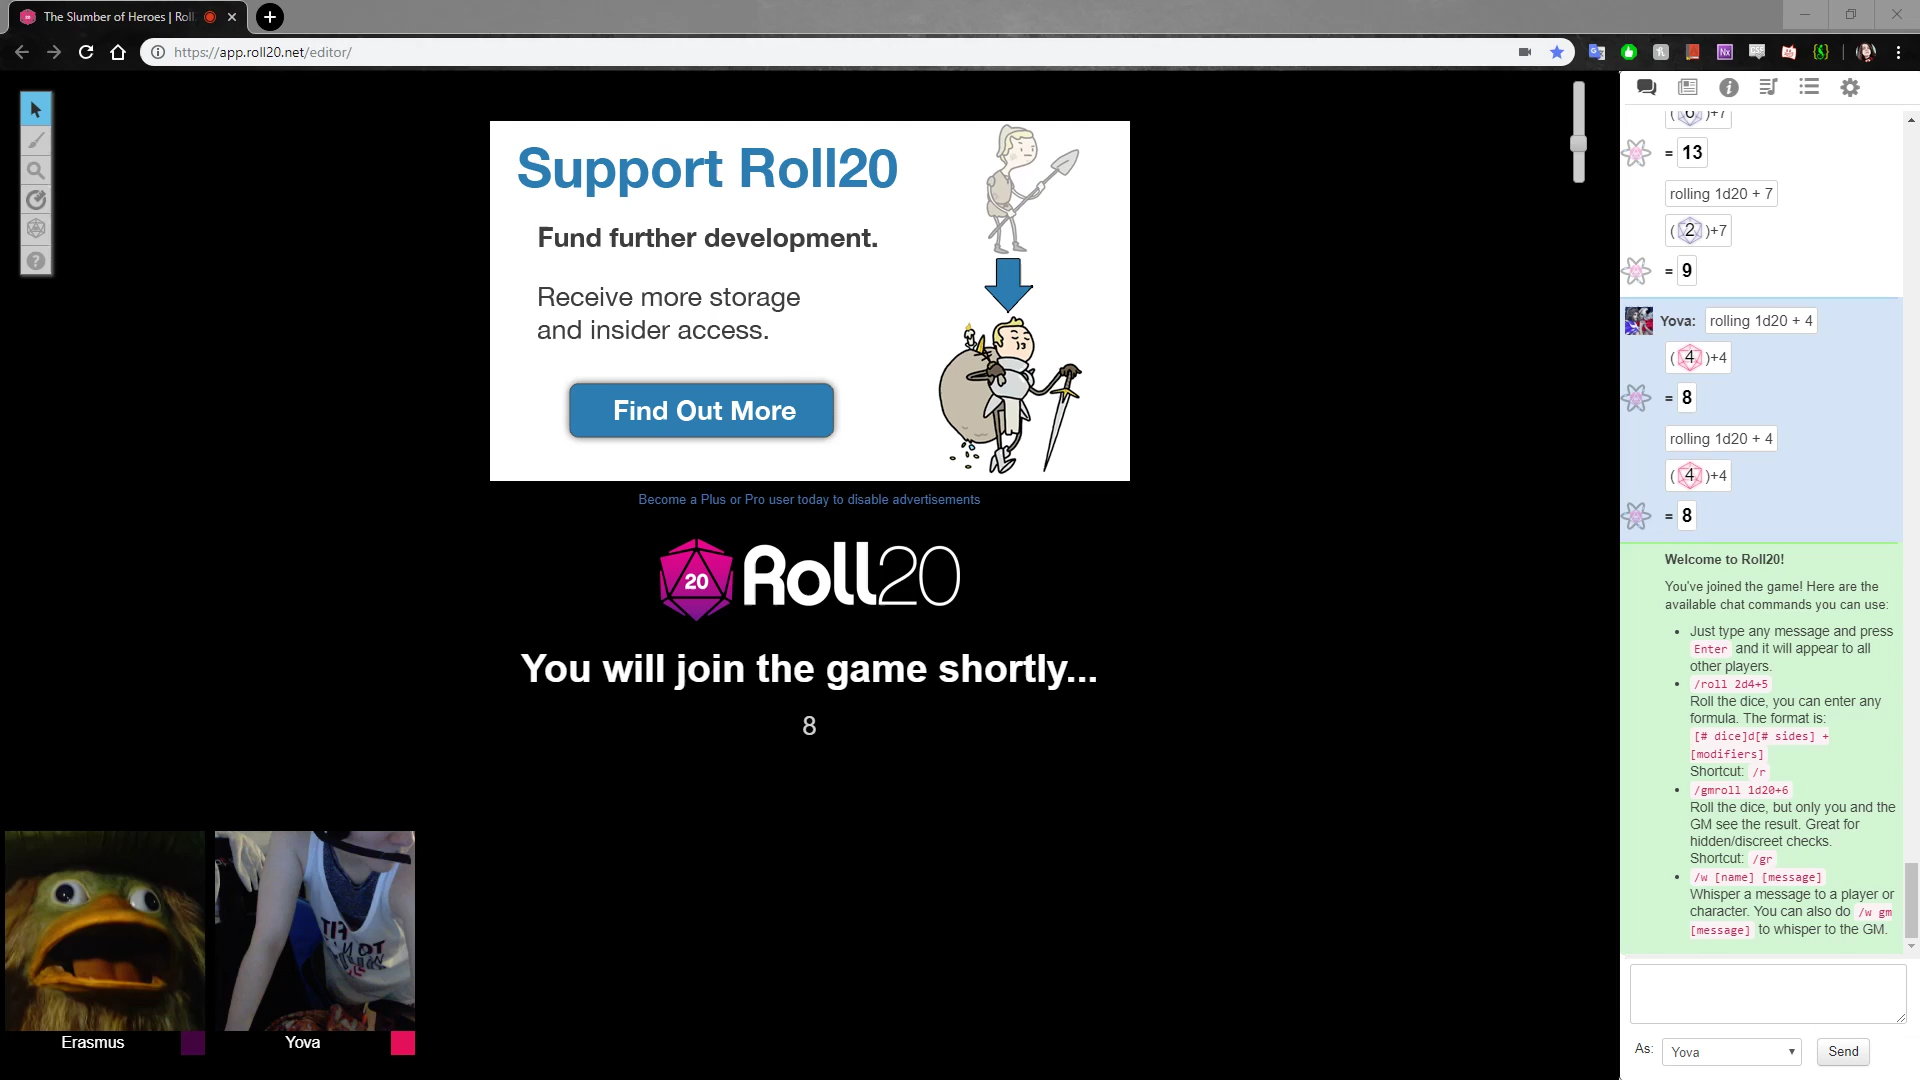 The Slumber of Heroes | Roll
https://app.roll20.net/editor/
Support Roll20
Fund further development.
Receive more storage
and insider access.
Find Out More
Become a Plus or Pro user today to disable advertisements
20
Roll20
You will join the game shortly...
8
Erasmus
Yova
(6)+7
= 13
rolling 1d20 + 7
(2)+7
= 9
Yova: rolling 1d20 + 4
(4)+4
= 8
rolling 1d20 + 4
(4)+4
= 8
Welcome to Roll20!
You've joined the game! Here are the
available chat commands you can use:
• Just type any message and press
Enter and it will appear to all
other players.
• /roll 2d4+5
Roll the dice, you can enter any
formula. The format is:
[# dice]d[# sides] +
[modifiers]
Shortcut: /r
• /gmroll 1d20+6
Roll the dice, but only you and the
GM see the result. Great for
hidden/discreet checks.
Shortcut: /gr
• /w [name] [message]
Whisper a message to a player or
character. You can also do /w gm
[message] to whisper to the GM.
As: Yova
Send